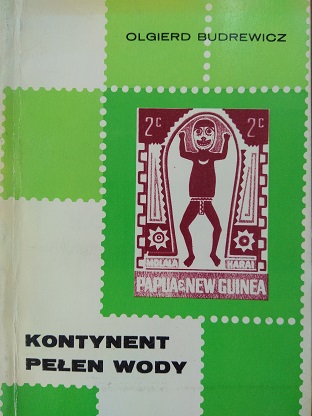 OLGIERD BUDREWICZ
2c 2c
PAPUA & NEW GUINEA
KONTYNENT
PEŁEN WODY